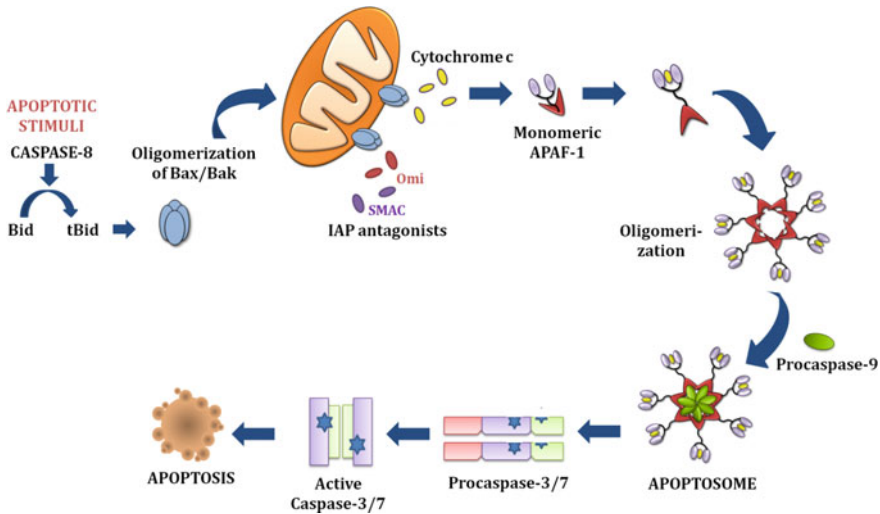 APOPTOTIC
STIMULI
CASPASE-8
Bid
tBid
Oligomerization
of Bax/Bak
Cytochrome c
Omi
SMAC
IAP antagonists
Monomeric
APAF-1
Oligomeri-
zation
Procaspase-9
APOPTOSOME
Procaspase-3/7
Active
Caspase-3/7
APOPTOSIS